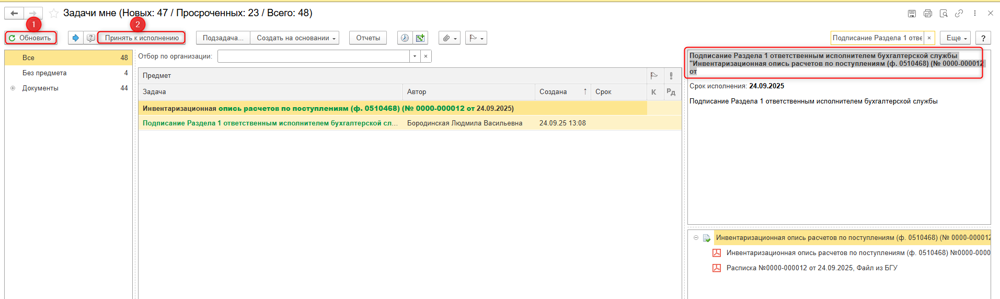 Задачи мне (Новых: 47 / Просроченных: 23 / Всего: 48)
1
2
Обновить
Принять к исполнению
Подзадача...
Создать на основании
Отчеты
Подписание Раздела 1 отве
×
Еще
?
Все 48
Без предмета 4
Документы 44
Отбор по организации:
×
Предмет
Задача Автор Создана ↑ Срок К РД
Инвентаризационная опись расчетов по поступлениям (ф. 0510468) (№ 0000-000012 от 24.09.2025)
Подписание Раздела 1 ответственным исполнителем бухгалтерской сл... Бородинская Людмила Васильевна 24.09.25 13:08
Подписание Раздела 1 ответственным исполнителем бухгалтерской службы
"Инвентаризационная опись расчетов по поступлениям (ф. 0510468) (№ 0000-000012
от
Срок исполнения: 24.09.2025
Подписание Раздела 1 ответственным исполнителем бухгалтерской службы
Инвентаризационная опись расчетов по поступлениям (ф. 0510468) (№ 0000-000012
Инвентаризационная опись расчетов по поступлениям (ф. 0510468) №0000-0000
Расписка №0000-000012 от 24.09.2025, Файл из БГУ